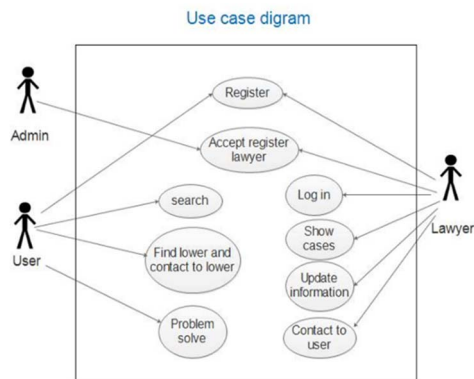 Use case digram
Register
Admin
Accept register
lawyer
search
Log in
Lawyer
User
Find lower and
contact to lower
Show
cases
Update
information
Problem
solve
Contact to
user